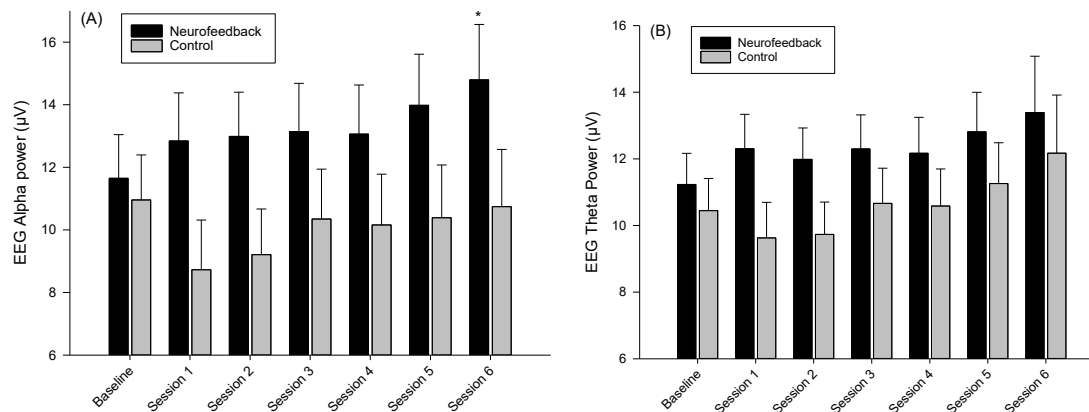 (A)
*
Neurofeedback
Control
EEG Alpha power (µV)
16
14
12
10
8
6
Baseline
Session 1
Session 2
Session 3
Session 4
Session 5
Session 6
(B)
Neurofeedback
Control
EEG Theta Power (µV)
16
14
12
10
8
6
Baseline
Session 1
Session 2
Session 3
Session 4
Session 5
Session 6